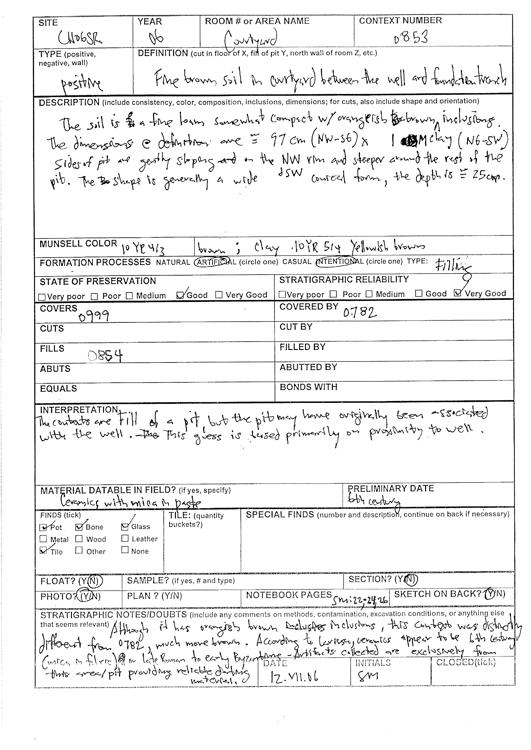 SITE YEAR ROOM # or AREA NAME CONTEXT NUMBER
CH06SR 06 Courtyard 0853
TYPE (positive, negative, wall) DEFINITION (cut in floor of X, fill of pit Y, north wall of room Z, etc.)
positive Fine brown soil in courtyard between the well and foundation trench
DESCRIPTION (include consistency, color, composition, inclusions, dimensions; for cuts, also include shape and orientation)
The soil is a fine loam somewhat compact w/ orangeish brown inclusions.
The dimensions @ definition are ≅ 97 cm (NW-SE) x 1 M clay (NE-SW)
Sides of pit are gently sloping on the NW rim and steeper around the rest of the
pit. The shape is generally a wide conical form, the depth is ≅ 25cm.
MUNSELL COLOR 10 YR 4/3 brown ; clay 10YR 5/4 Yellowish brown
FORMATION PROCESSES NATURAL ARTIFICIAL (circle one) CASUAL INTENTIONAL (circle one) TYPE: Filling
STATE OF PRESERVATION STRATIGRAPHIC RELIABILITY
Very poor Poor Medium Good Very Good Very poor Poor Medium Good Very Good
COVERS 0999 COVERED BY 0782
CUTS CUT BY
FILLS 0854 FILLED BY
ABUTS ABUTTED BY
EQUALS BONDS WITH
INTERPRETATION
The contexts are fill of a pit, but the pit may have originally been associated
with the well. This guess is based primarily on proximity to well.
MATERIAL DATABLE IN FIELD? (if yes, specify) PRELIMINARY DATE
Ceramics with mica in paste 6th century
FINDS (tick) TILE: (quantity buckets?) SPECIAL FINDS (number and description, continue on back if necessary)
Pot Bone Glass
Metal Wood Leather
Tile Other None
FLOAT? (Y/N) SAMPLE? (if yes, # and type) SECTION? (Y/N)
PHOTO? (Y/N) PLAN ? (Y/N) NOTEBOOK PAGES SM:22-24,26 SKETCH ON BACK? (Y/N)
STRATIGRAPHIC NOTES/DOUBTS (include any comments on methods, contamination, excavation conditions, or anything else
that seems relevant) Although it has orangish brown inclusions, this context was distinctly
different from 0782, much more brown. According to ceramics appear to be 6th century
(mica in fabric) or late Roman to early Byzantine - Artifacts collected are exclusively from
this area/pit providing reliable dating
material.
DATE INITIALS CLOSED(tick)
12.VII.06 SM